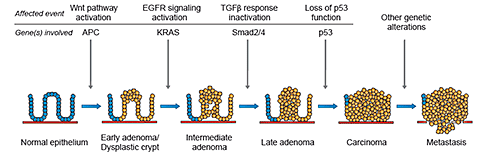 Affected event
Wnt pathway
activation
EGFR signaling
activation
TGFβ response
inactivation
Loss of p53
function
Other genetic
alterations
Gene(s) involved
APC
KRAS
Smad2/4
p53
Normal epithelium
Early adenoma/
Dysplastic crypt
Intermediate
adenoma
Late adenoma
Carcinoma
Metastasis